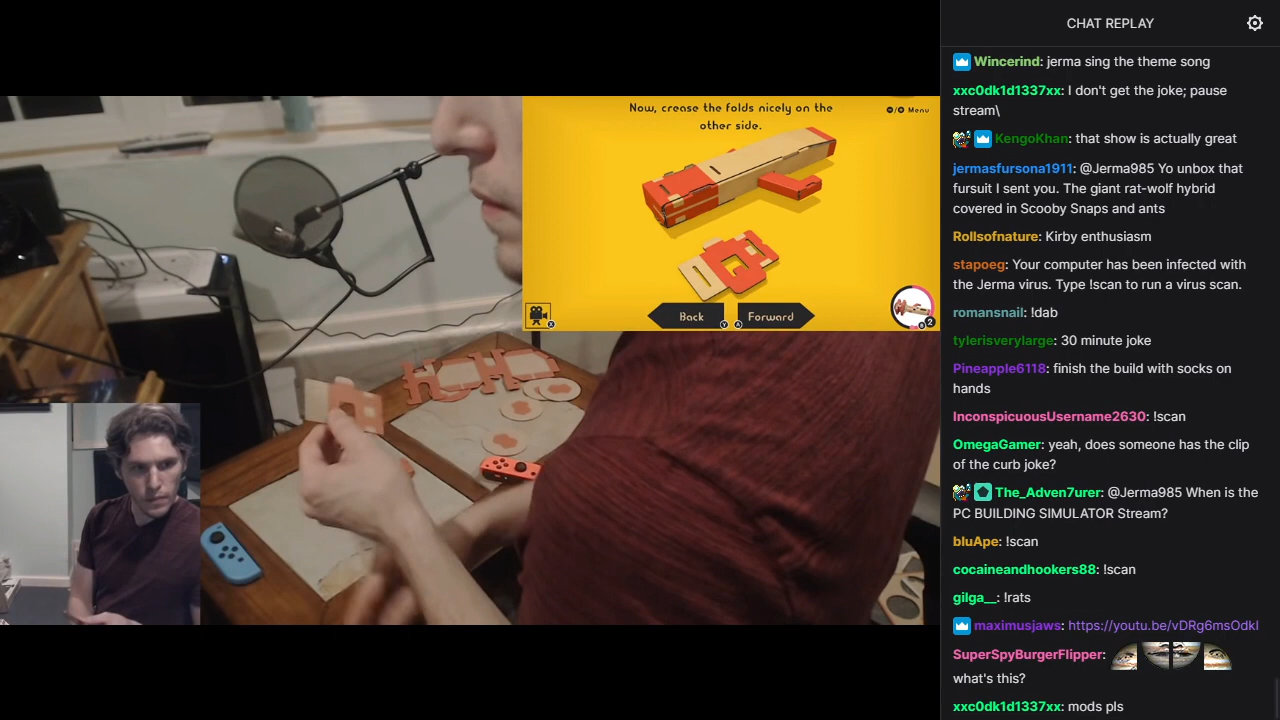 Now, crease the folds nicely on the
other side.
⊖/⊕ Menu
Back
Forward
X
Y
A
2
CHAT REPLAY
Wincerind: jerma sing the theme song
xxc0dk1d1337xx: I don't get the joke; pause
stream\
KengoKhan: that show is actually great
jermasfursona1911: @Jerma985 Yo unbox that
fursuit I sent you. The giant rat-wolf hybrid
covered in Scooby Snaps and ants
Rollsofnature: Kirby enthusiasm
stapoeg: Your computer has been infected with
the Jerma virus. Type !scan to run a virus scan.
romansnail: !dab
tylerisverylarge: 30 minute joke
Pineapple6118: finish the build with socks on
hands
InconspicuousUsername2630: !scan
OmegaGamer: yeah, does someone has the clip
of the curb joke?
The_Adven7urer: @Jerma985 When is the
PC BUILDING SIMULATOR Stream?
bluApe: !scan
cocaineandhookers88: !scan
gilga__: !rats
maximusjaws: https://youtu.be/vDRg6msOdkI
SuperSpyBurgerFlipper:
what's this?
xxc0dk1d1337xx: mods pls